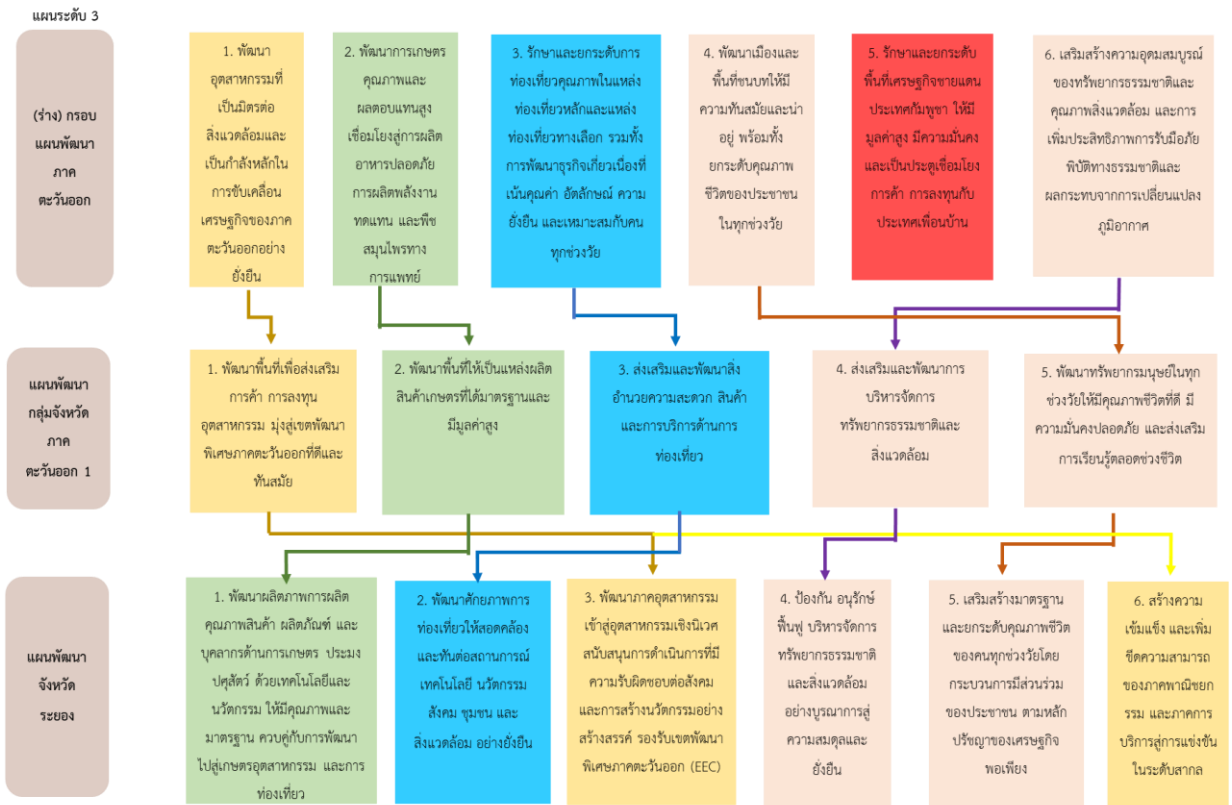 แผนระดับ 3
(ร่าง) กรอบ
แผนพัฒนา
ภาค
ตะวันออก
1. พัฒนา
อุตสาหกรรมที่
เป็นมิตรต่อ
สิ่งแวดล้อมและ
เป็นกำลังหลักใน
การขับเคลื่อน
เศรษฐกิจของภาค
ตะวันออกอย่าง
ยั่งยืน
2. พัฒนาการเกษตร
คุณภาพและ
ผลตอบแทนสูง
เชื่อมโยงสู่การผลิต
อาหารปลอดภัย
การผลิตพลังงาน
ทดแทน และพืช
สมุนไพรทาง
การแพทย์
3. รักษาและยกระดับการ
ท่องเที่ยวคุณภาพในแหล่ง
ท่องเที่ยวหลักและแหล่ง
ท่องเที่ยวทางเลือก รวมทั้ง
การพัฒนาธุรกิจเกี่ยวเนื่องที่
เน้นคุณค่า อัตลักษณ์ ความ
ยั่งยืน และเหมาะสมกับคน
ทุกช่วงวัย
4. พัฒนาเมืองและ
พื้นที่ชนบทให้มี
ความทันสมัยและน่า
อยู่ พร้อมทั้ง
ยกระดับคุณภาพ
ชีวิตของประชาชน
ในทุกช่วงวัย
5. รักษาและยกระดับ
พื้นที่เศรษฐกิจชายแดน
ประเทศกัมพูชา ให้มี
มูลค่าสูง มีความมั่นคง
และเป็นประตูเชื่อมโยง
การค้า การลงทุนกับ
ประเทศเพื่อนบ้าน
6. เสริมสร้างความอุดมสมบูรณ์
ของทรัพยากรธรรมชาติและ
คุณภาพสิ่งแวดล้อม และการ
เพิ่มประสิทธิภาพการรับมือภัย
พิบัติทางธรรมชาติและ
ผลกระทบจากการเปลี่ยนแปลง
ภูมิอากาศ
แผนพัฒนา
กลุ่มจังหวัด
ภาค
ตะวันออก 1
1. พัฒนาพื้นที่เพื่อส่งเสริม
การค้า การลงทุน
อุตสาหกรรม มุ่งสู่เขตพัฒนา
พิเศษภาคตะวันออกที่ดีและ
ทันสมัย
2. พัฒนาพื้นที่ให้เป็นแหล่งผลิต
สินค้าเกษตรที่ได้มาตรฐานและ
มีมูลค่าสูง
3. ส่งเสริมและพัฒนาสิ่ง
อำนวยความสะดวก สินค้า
และการบริการด้านการ
ท่องเที่ยว
4. ส่งเสริมและพัฒนาการ
บริหารจัดการ
ทรัพยากรธรรมชาติและ
สิ่งแวดล้อม
5. พัฒนาทรัพยากรมนุษย์ในทุก
ช่วงวัยให้มีคุณภาพชีวิตที่ดี มี
ความมั่นคงปลอดภัย และส่งเสริม
การเรียนรู้ตลอดช่วงชีวิต
แผนพัฒนา
จังหวัด
ระยอง
1. พัฒนาผลิตภาพการผลิต
คุณภาพสินค้า ผลิตภัณฑ์ และ
บุคลากรด้านการเกษตร ประมง
ปศุสัตว์ ด้วยเทคโนโลยีและ
นวัตกรรม ให้มีคุณภาพและ
มาตรฐาน ควบคู่กับการพัฒนา
ไปสู่เกษตรอุตสาหกรรม และการ
ท่องเที่ยว
2. พัฒนาศักยภาพการ
ท่องเที่ยวให้สอดคล้อง
และทันต่อสถานการณ์
เทคโนโลยี นวัตกรรม
สังคม ชุมชน และ
สิ่งแวดล้อม อย่างยั่งยืน
3. พัฒนาภาคอุตสาหกรรม
เข้าสู่อุตสาหกรรมเชิงนิเวศ
สนับสนุนการดำเนินการที่มี
ความรับผิดชอบต่อสังคม
และการสร้างนวัตกรรมอย่าง
สร้างสรรค์ รองรับเขตพัฒนา
พิเศษภาคตะวันออก (EEC)
4. ป้องกัน อนุรักษ์
ฟื้นฟู บริหารจัดการ
ทรัพยากรธรรมชาติ
และสิ่งแวดล้อม
อย่างบูรณาการสู่
ความสมดุลและ
ยั่งยืน
5. เสริมสร้างมาตรฐาน
และยกระดับคุณภาพชีวิต
ของคนทุกช่วงวัยโดย
กระบวนการมีส่วนร่วม
ของประชาชน ตามหลัก
ปรัชญาของเศรษฐกิจ
พอเพียง
6. สร้างความ
เข้มแข็ง และเพิ่ม
ขีดความสามารถ
ของภาคพาณิชยก
รรม และภาคการ
บริการสู่การแข่งขัน
ในระดับสากล